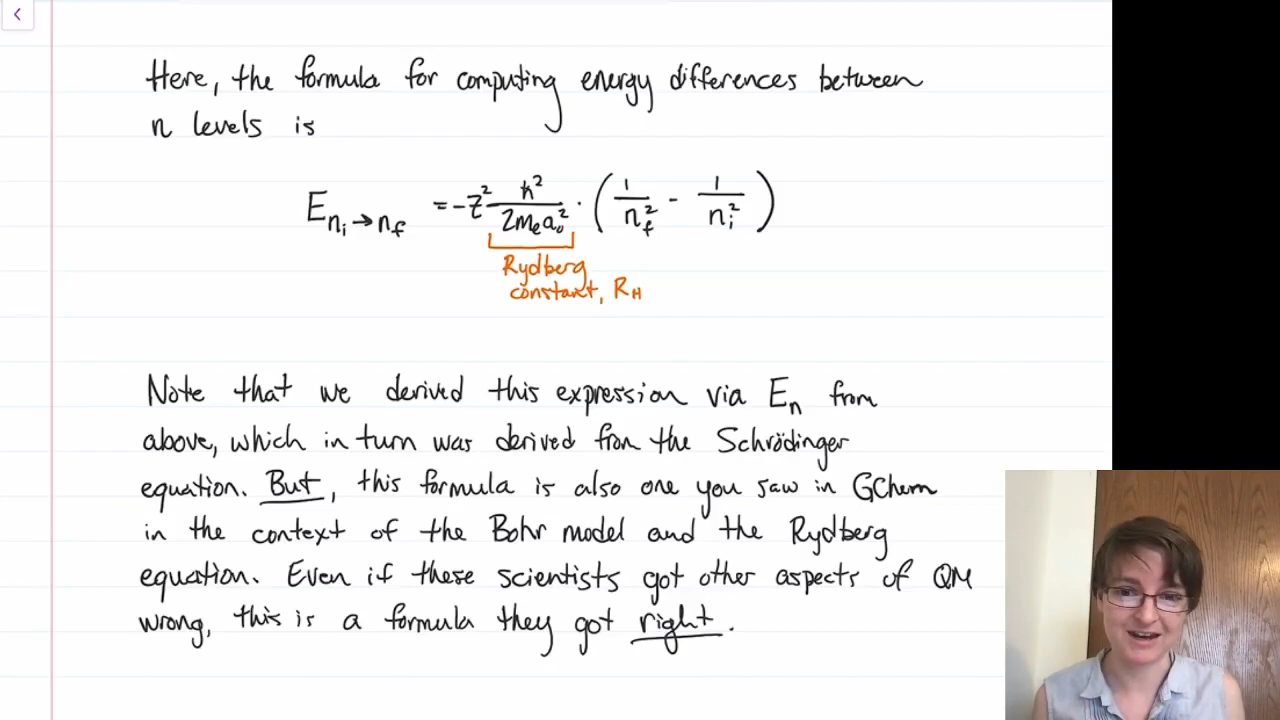 Here, the formula for computing energy differences between
n levels is
E_{n_i→n_f} = -Z² ℏ²/(2mₑa₀²) · (1/n_f² - 1/n_i²)
Rydberg
constant, R_H
Note that we derived this expression via Eₙ from
above, which in turn was derived from the Schrödinger
equation. But, this formula is also one you saw in GChem
in the context of the Bohr model and the Rydberg
equation. Even if these scientists got other aspects of QM
wrong, this is a formula they got right.